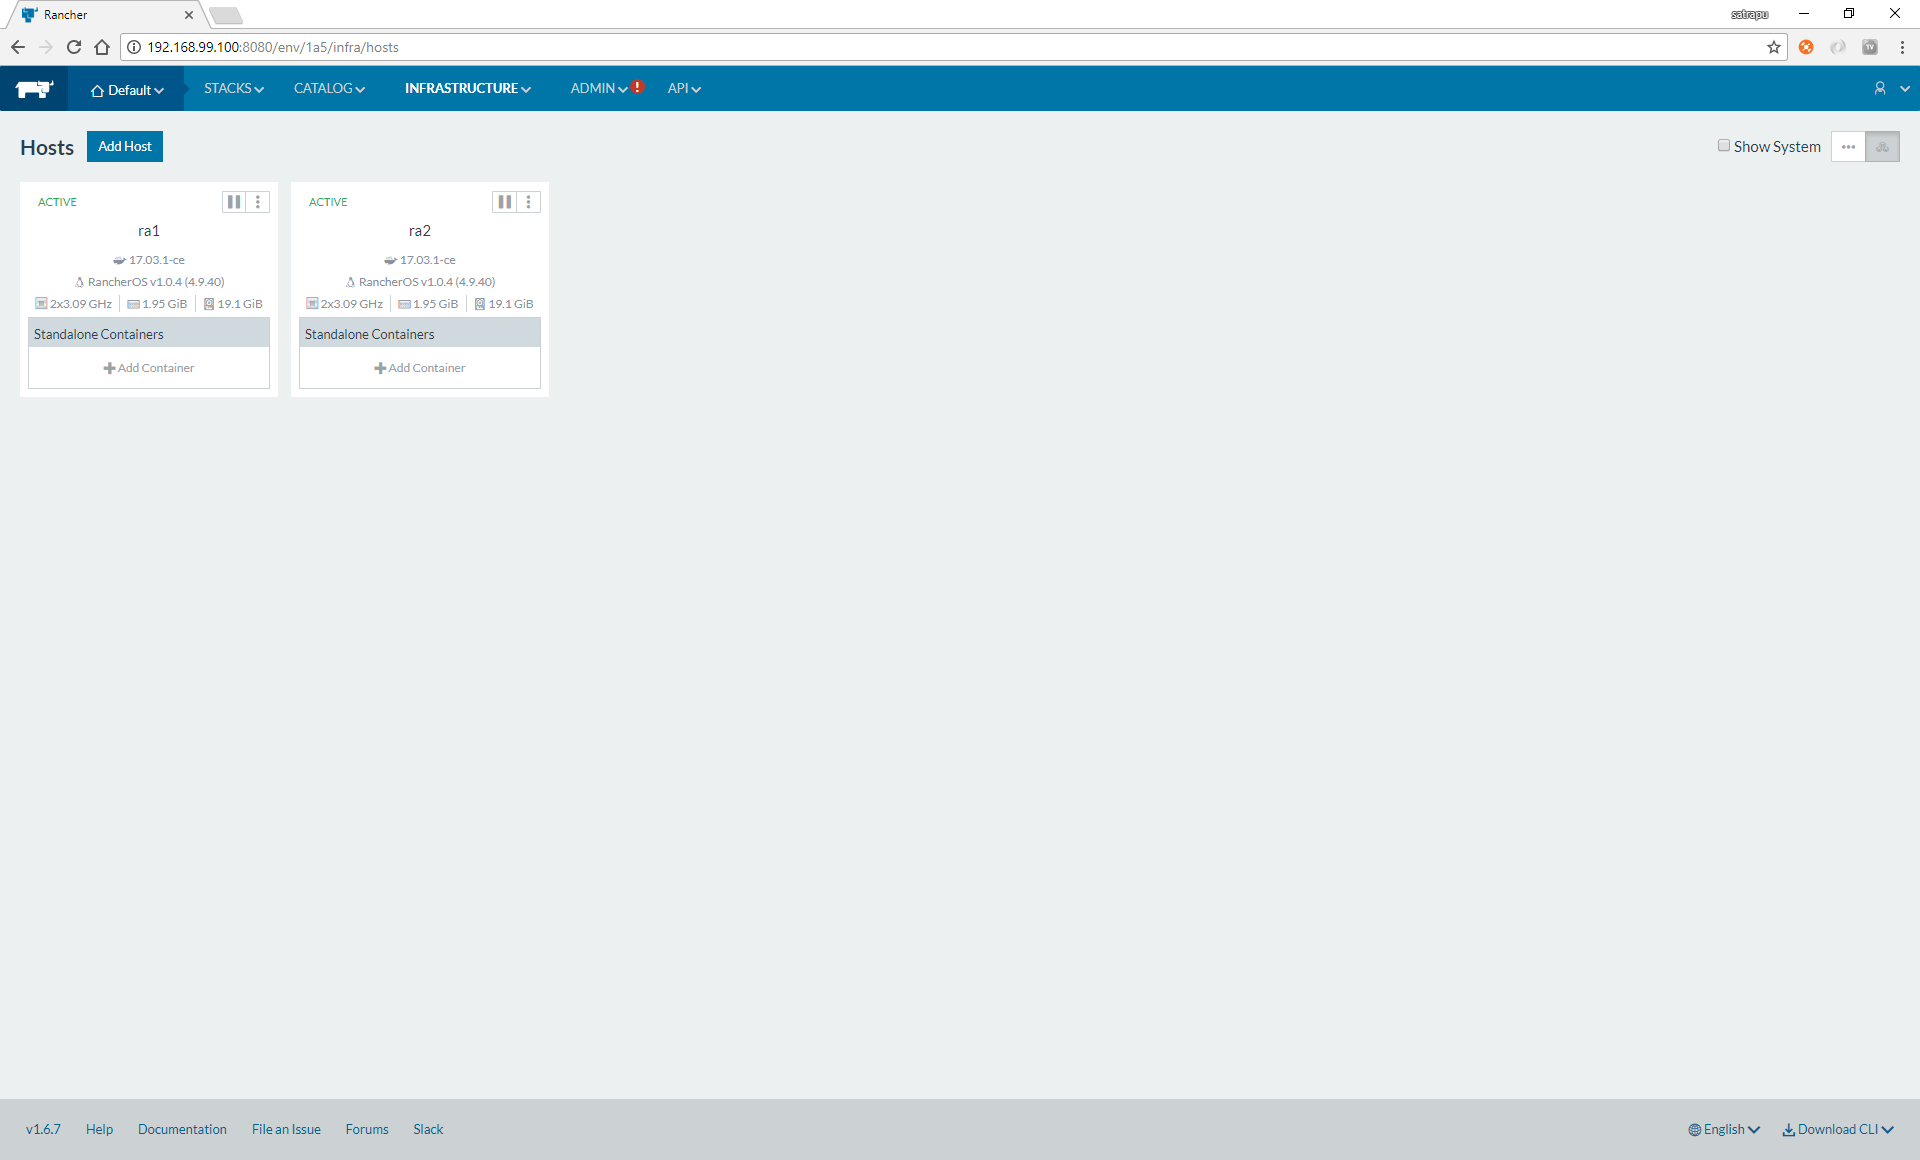 Rancher
satrapu
192.168.99.100:8080/env/1a5/infra/hosts
Default STACKS CATALOG INFRASTRUCTURE ADMIN ! API
Hosts Add Host Show System
ACTIVE
ra1
17.03.1-ce
RancherOS v1.0.4 (4.9.40)
2x3.09 GHz 1.95 GiB 19.1 GiB
Standalone Containers
Add Container
ACTIVE
ra2
17.03.1-ce
RancherOS v1.0.4 (4.9.40)
2x3.09 GHz 1.95 GiB 19.1 GiB
Standalone Containers
Add Container
v1.6.7 Help Documentation File an Issue Forums Slack English Download CLI